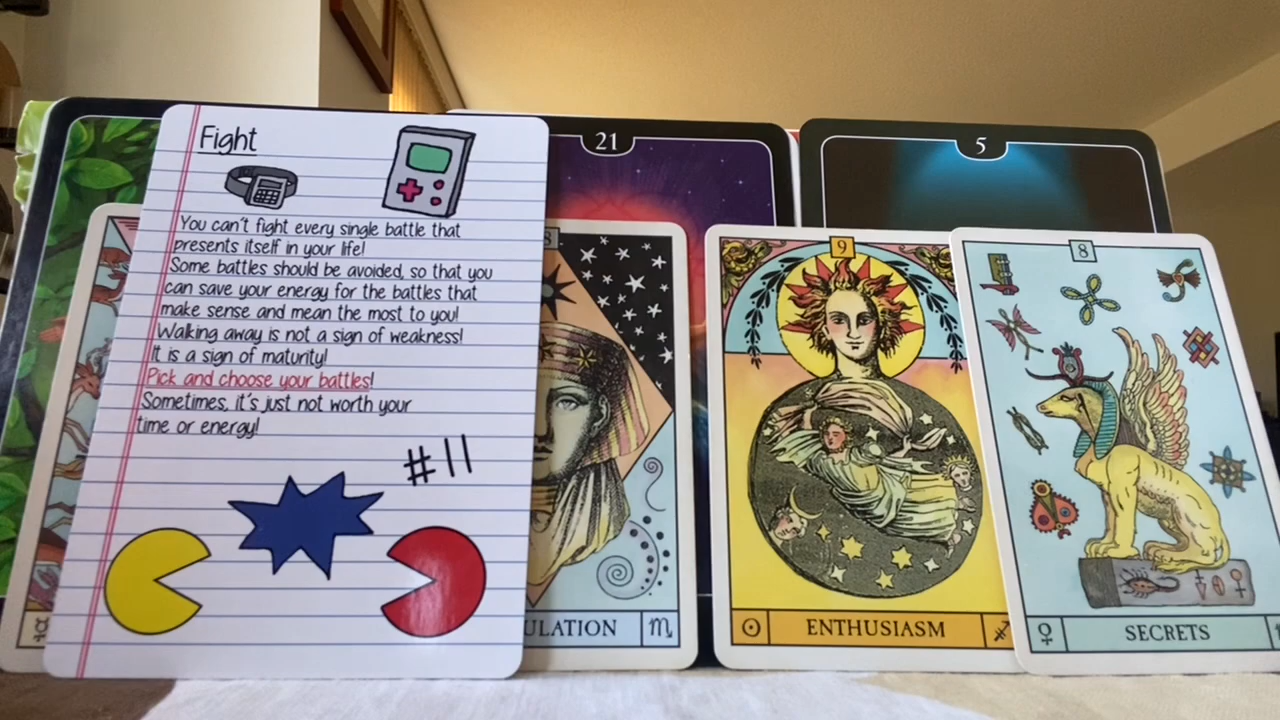 Fight
You can't fight every single battle that
presents itself in your life!
Some battles should be avoided, so that you
can save your energy for the battles that
make sense and mean the most to you!
Walking away is not a sign of weakness!
It is a sign of maturity!
Pick and choose your battles!
Sometimes, it's just not worth your
time or energy!
#11
21
5
8
ULATION
9
ENTHUSIASM
8
SECRETS